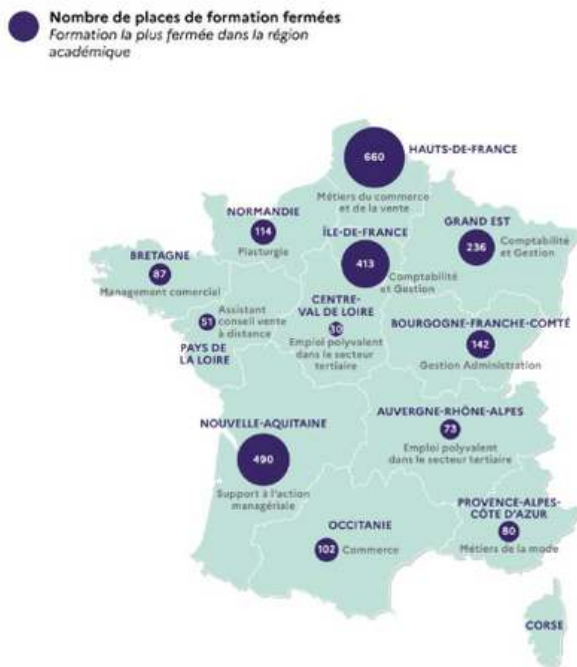 Nombre de places de formation fermées
Formation la plus fermée dans la région
académique
HAUTS-DE-FRANCE
660
Métiers du commerce
et de la vente
NORMANDIE
114
Plasturgie
ÎLE-DE-FRANCE
413
Comptabilité
et Gestion
GRAND EST
236
Comptabilité
et Gestion
BRETAGNE
87
Management comercial
51
Assistant
conseil vente
à distance
PAYS DE
LA LOIRE
CENTRE-
VAL DE LOIRE
30
Emploi polyvalent
dans le secteur
tertiaire
BOURGOGNE-FRANCHE-COMTÉ
142
Gestion Administration
NOUVELLE-AQUITAINE
490
Support à l'action
managériale
AUVERGNE-RHÔNE-ALPES
73
Emploi polyvalent
dans le secteur tertiaire
OCCITANIE
102
Commerce
PROVENCE-ALPES-
CÔTE D'AZUR
80
Métiers de la mode
CORSE